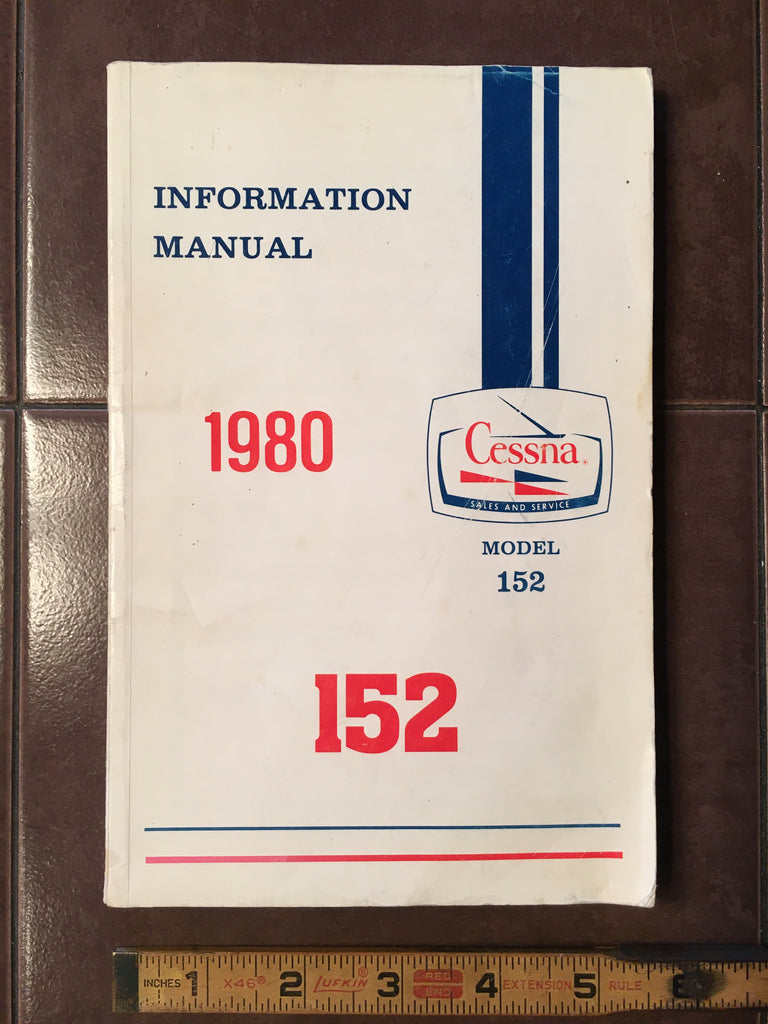 INFORMATION
MANUAL
1980
Cessna®
SALES AND SERVICE
MODEL
152
152
INCHES 1 X46® 2 LUFKIN® 3 RED END 4 EXTENSION 5 RULE 6